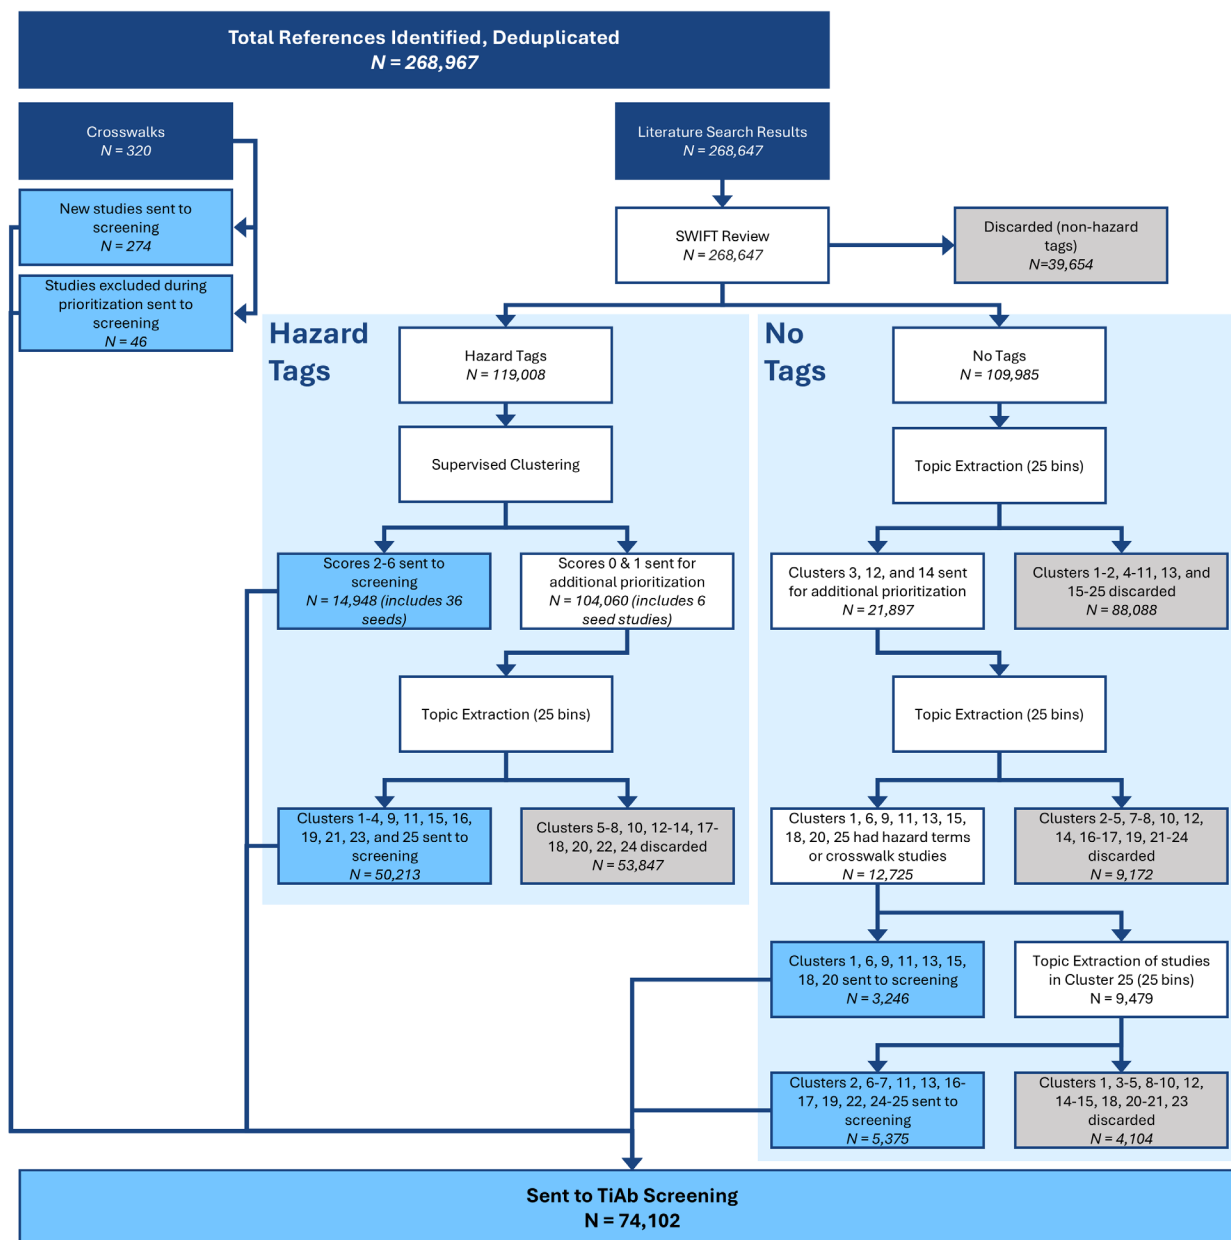 Total References Identified, Deduplicated
N = 268,967
Crosswalks
N = 320
Literature Search Results
N = 268,647
New studies sent to
screening
N = 274
SWIFT Review
N = 268,647
Discarded (non-hazard
tags)
N=39,654
Studies excluded during
prioritization sent to
screening
N = 46
Hazard
Tags
Hazard Tags
N = 119,008
No
Tags
No Tags
N = 109,985
Supervised Clustering
Topic Extraction (25 bins)
Scores 2-6 sent to
screening
N = 14,948 (includes 36
seeds)
Scores 0 & 1 sent for
additional prioritization
N = 104,060 (includes 6
seed studies)
Clusters 3, 12, and 14 sent
for additional prioritization
N = 21,897
Clusters 1-2, 4-11, 13, and
15-25 discarded
N = 88,088
Topic Extraction (25 bins)
Topic Extraction (25 bins)
Clusters 1-4, 9, 11, 15, 16,
19, 21, 23, and 25 sent to
screening
N = 50,213
Clusters 5-8, 10, 12-14, 17-
18, 20, 22, 24 discarded
N = 53,847
Clusters 1, 6, 9, 11, 13, 15,
18, 20, 25 had hazard terms
or crosswalk studies
N = 12,725
Clusters 2-5, 7-8, 10, 12,
14, 16-17, 19, 21-24
discarded
N = 9,172
Clusters 1, 6, 9, 11, 13, 15,
18, 20 sent to screening
N = 3,246
Topic Extraction of studies
in Cluster 25 (25 bins)
N = 9,479
Clusters 2, 6-7, 11, 13, 16-
17, 19, 22, 24-25 sent to
screening
N = 5,375
Clusters 1, 3-5, 8-10, 12,
14-15, 18, 20-21, 23
discarded
N = 4,104
Sent to TiAb Screening
N = 74,102